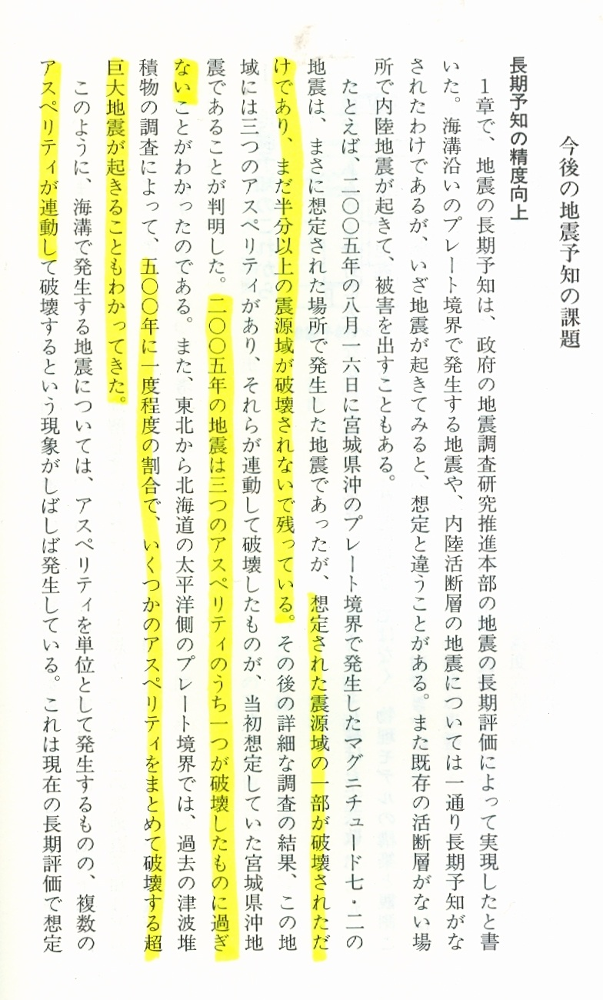 今後の地震予知の課題
長期予知の精度向上
1章で、地震の長期予知は、政府の地震調査研究推進本部の地震の長期評価によって実現したと書
いた。海溝沿いのプレート境界で発生する地震や、内陸活断層の地震については一通り長期予知がな
されたわけであるが、いざ地震が起きてみると、想定と違うことがある。また既存の活断層がない場
所で内陸地震が起きて、被害を出すこともある。
たとえば、二〇〇五年の八月一六日に宮城県沖のプレート境界で発生したマグニチュード七・二の
地震は、まさに想定された場所で発生した地震であったが、想定された震源域の一部が破壊されただ
けであり、まだ半分以上の震源域が破壊されないで残っている。その後の詳細な調査の結果、この地
域には三つのアスペリティがあり、それらが連動して破壊したものが、当初想定していた宮城県沖地
震であることが判明した。二〇〇五年の地震は三つのアスペリティのうち一つが破壊したものに過ぎ
ないことがわかったのである。また、東北から北海道の太平洋側のプレート境界では、過去の津波堆
積物の調査によって、五〇〇年に一度程度の割合で、いくつかのアスペリティをまとめて破壊する超
巨大地震が起きることもわかってきた。
このように、海溝で発生する地震については、アスペリティを単位として発生するものの、複数の
アスペリティが連動して破壊するという現象がしばしば発生している。これは現在の長期評価で想定